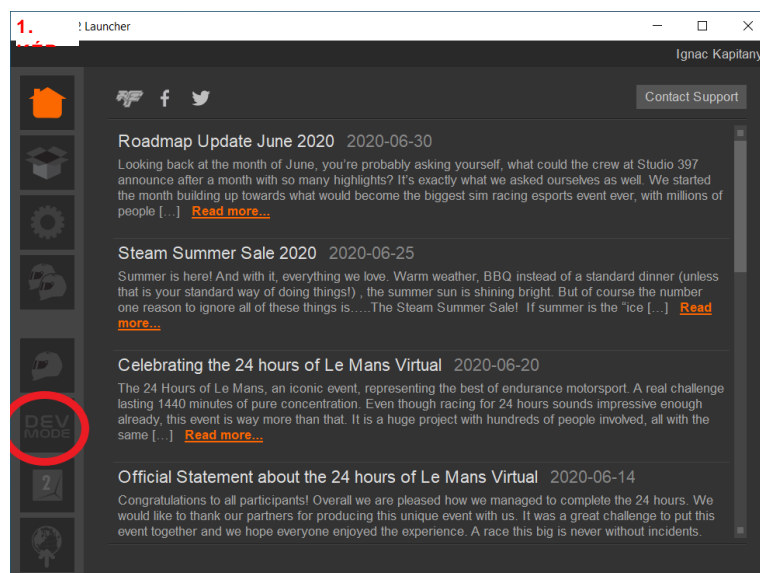 1.
2 Launcher
Ignac Kapitany
Contact Support
Roadmap Update June 2020 2020-06-30
Looking back at the month of June, you're probably asking yourself, what could the crew at Studio 397
announce after a month with so many highlights? It's exactly what we asked ourselves as well. We started
the month building up towards what would become the biggest sim racing esports event ever, with millions of
people […] Read more...
Steam Summer Sale 2020 2020-06-25
Summer is here! And with it, everything we love. Warm weather, BBQ instead of a standard dinner (unless
that is your standard way of doing things!) , the summer sun is shining bright. But of course the number
one reason to ignore all of these things is…..The Steam Summer Sale! If summer is the “ice […] Read
more...
Celebrating the 24 hours of Le Mans Virtual 2020-06-20
The 24 Hours of Le Mans, an iconic event, representing the best of endurance motorsport. A real challenge
lasting 1440 minutes of pure concentration. Even though racing for 24 hours sounds impressive enough
already, this event is way more than that. It is a huge project with hundreds of people involved, all with the
same […] Read more...
DEV
MODE
Official Statement about the 24 hours of Le Mans Virtual 2020-06-14
2
Congratulations to all participants! Overall we are pleased how we managed to complete the 24 hours. We
would like to thank our partners for producing this unique event with us. It was a great challenge to put this
event together and we hope everyone enjoyed the experience. A race this big is never without incidents.